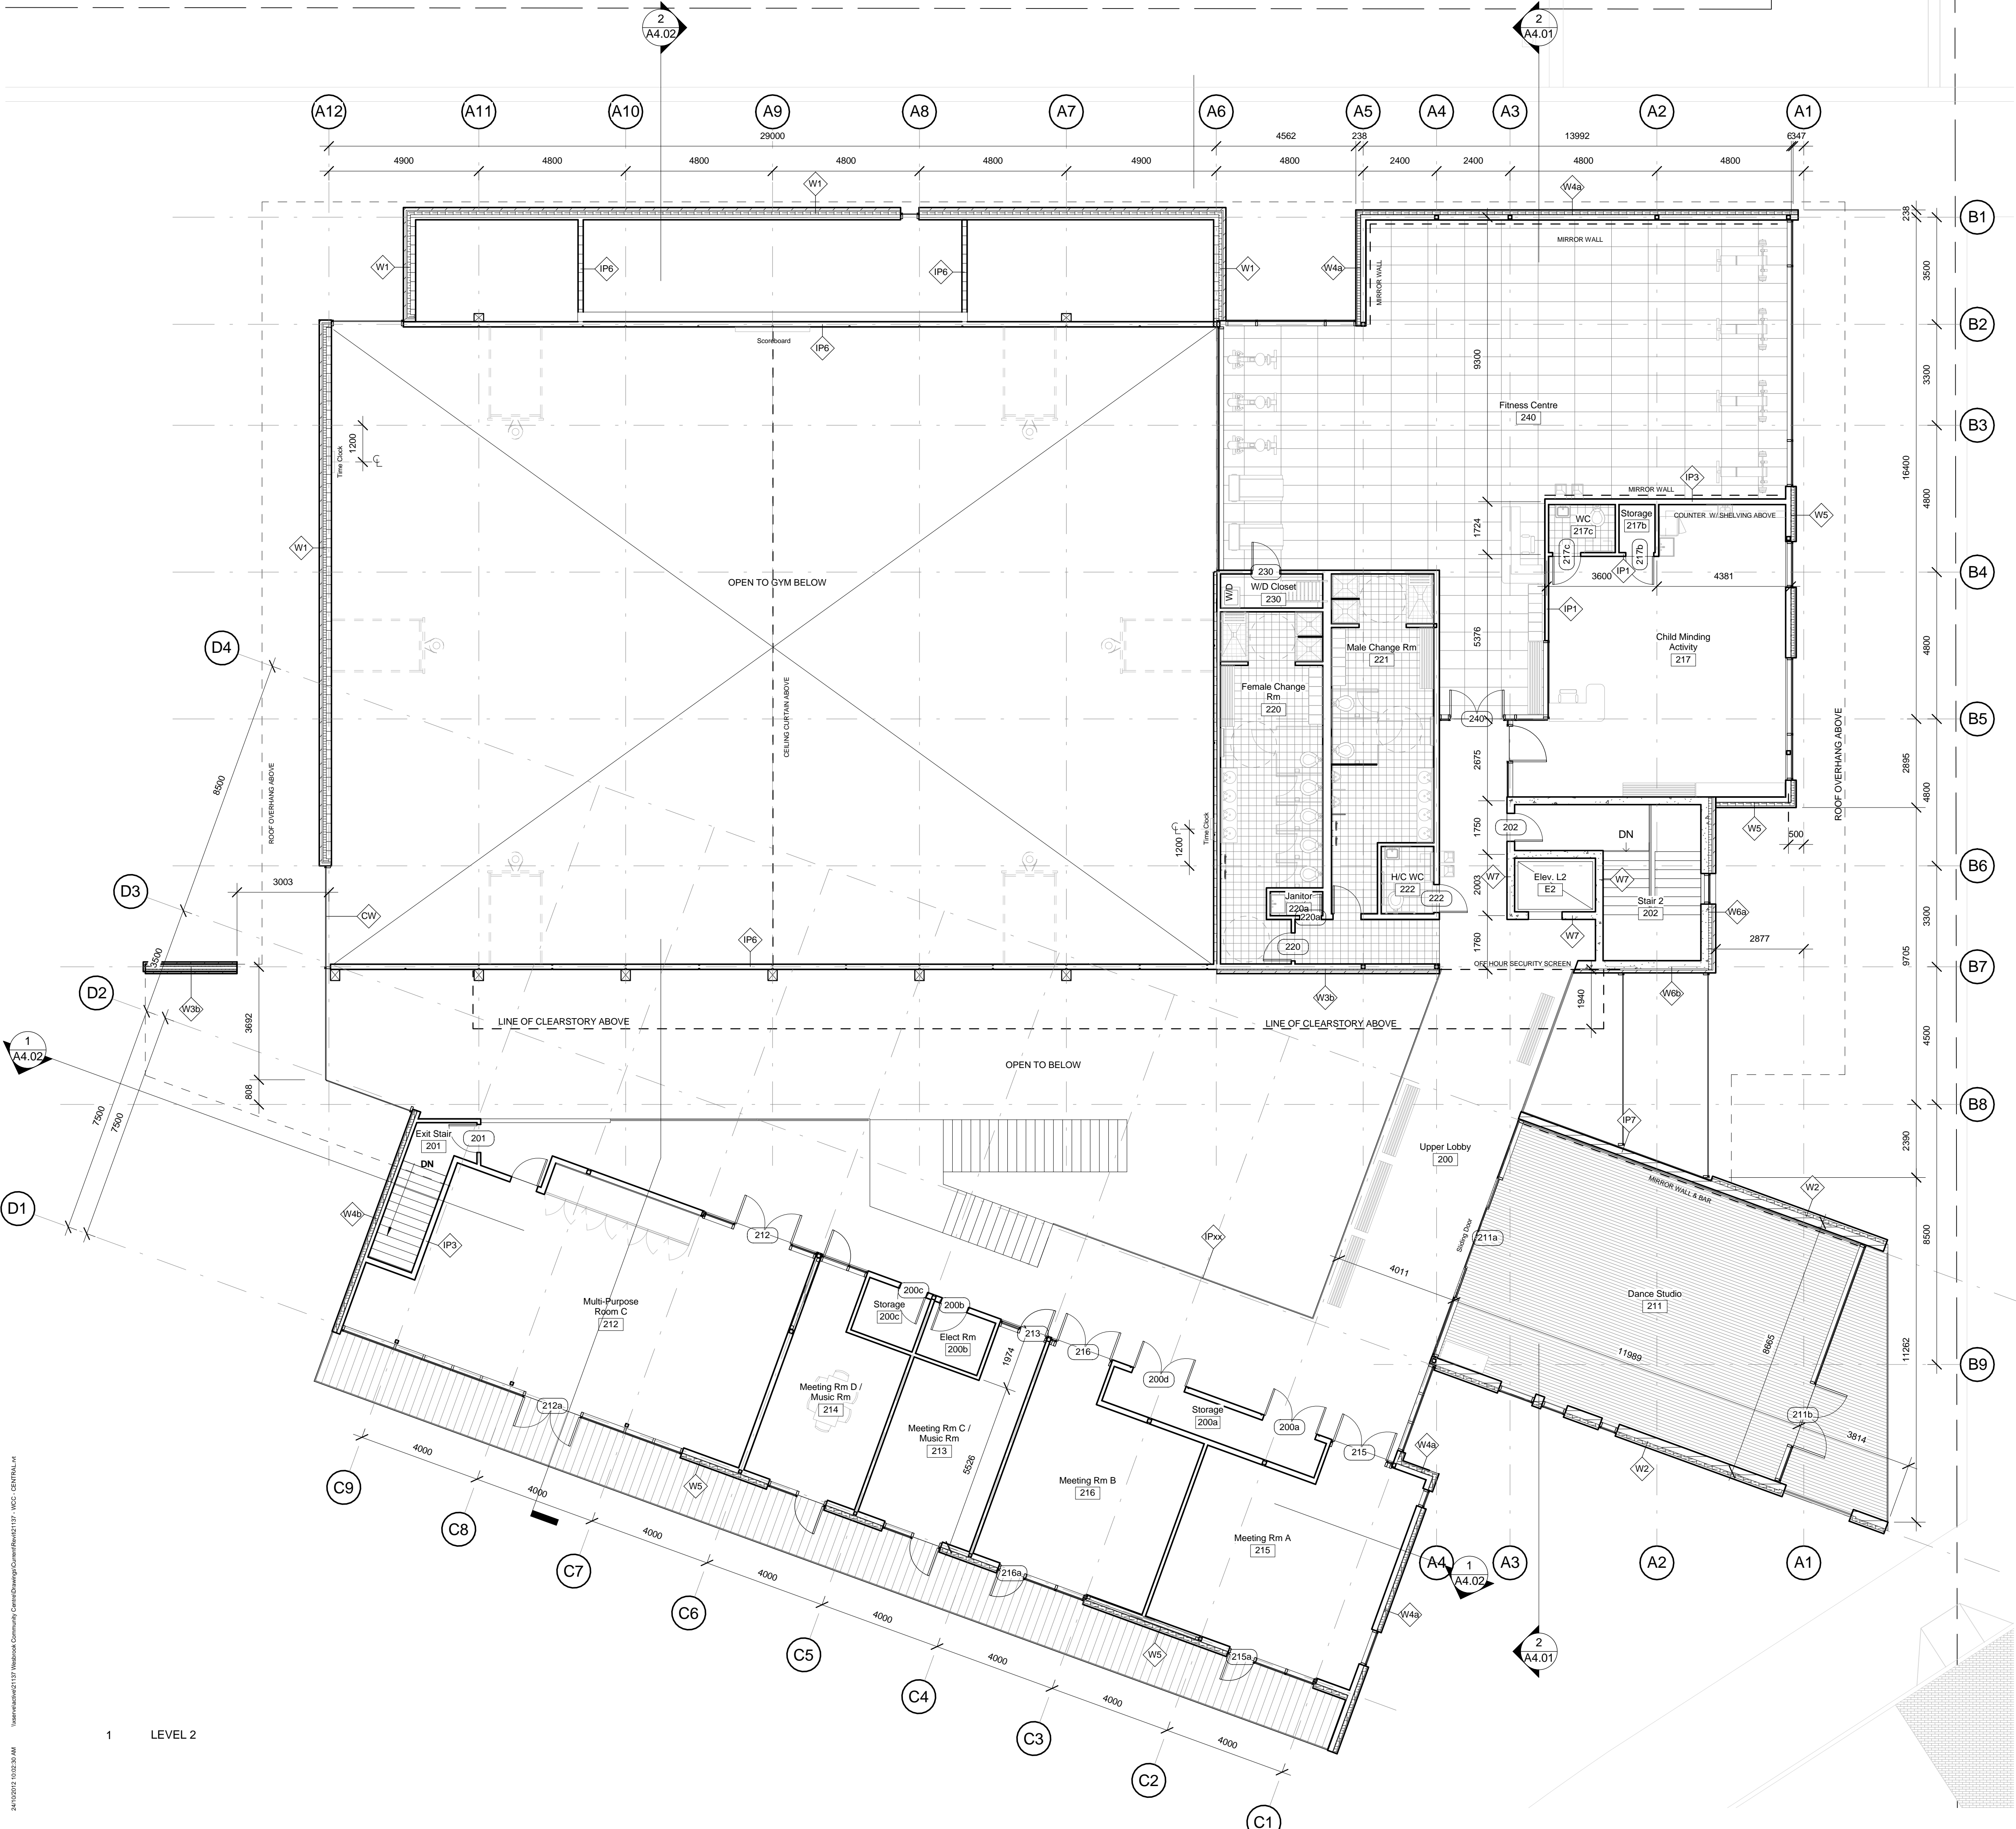 2
A4.02
2
A4.01
A12
A11
A10
A9
A8
A7
A6
A5
A4
A3
A2
A1
29000
4562
238
13992
6347
4900
4800
4800
4800
4800
4900
4800
2400
2400
4800
4800
W1
W4a
B1
238
MIRROR WALL
W1
IP6
IP6
W1
W4a
MIRROR WALL
3500
B2
Scoreboard
IP6
9300
3300
Fitness Centre
240
B3
1200
Time Clock
16400
4800
IP3
MIRROR WALL
COUNTER W/ SHELVING ABOVE
WC
217c
Storage
217b
W5
W1
1724
217c
217b
IP1
OPEN TO GYM BELOW
230
W/D Closet
230
W/D
3600
4381
B4
IP1
D4
5376
Male Change Rm
221
Child Minding
Activity
217
4800
Female Change
Rm
220
CEILING CURTAIN ABOVE
240
B5
ROOF OVERHANG ABOVE
8500
ROOF OVERHANG ABOVE
2675
2895
4800
1750
202
DN
W5
500
Time Clock
1200
B6
D3
3003
W7
Elev. L2
E2
W7
H/C WC
222
222
2003
Janitor
220a
220a
Stair 2
202
W6a
3300
CW
IP6
W7
220
1760
2877
9705
OFF HOUR SECURITY SCREEN
B7
3500
D2
W3b
W3b
W6b
1940
3692
LINE OF CLEARSTORY ABOVE
LINE OF CLEARSTORY ABOVE
4500
1
A4.02
OPEN TO BELOW
808
B8
7500
7500
Exit Stair
201
201
DN
IP7
2390
Upper Lobby
200
MIRROR WALL & BAR
W2
D1
W4b
IP3
212
IPxx
Sliding Door
211a
8500
4011
Multi-Purpose
Room C
212
200c
Storage
200c
200b
Elect Rm
200b
Dance Studio
211
213
216
1974
11989
8665
11262
B9
200d
Meeting Rm D /
Music Rm
214
212a
Meeting Rm C /
Music Rm
213
Storage
200a
200a
211b
3814
215
W4a
W2
4000
C9
5526
W5
Meeting Rm B
216
4000
C8
4000
C7
Meeting Rm A
215
A4
A3
A2
A1
1
A4.02
216a
4000
C6
W4a
4000
C5
W5
215a
2
A4.01
4000
C4
4000
C3
4000
C2
C1
1 LEVEL 2
24/10/2012 10:02:30 AM